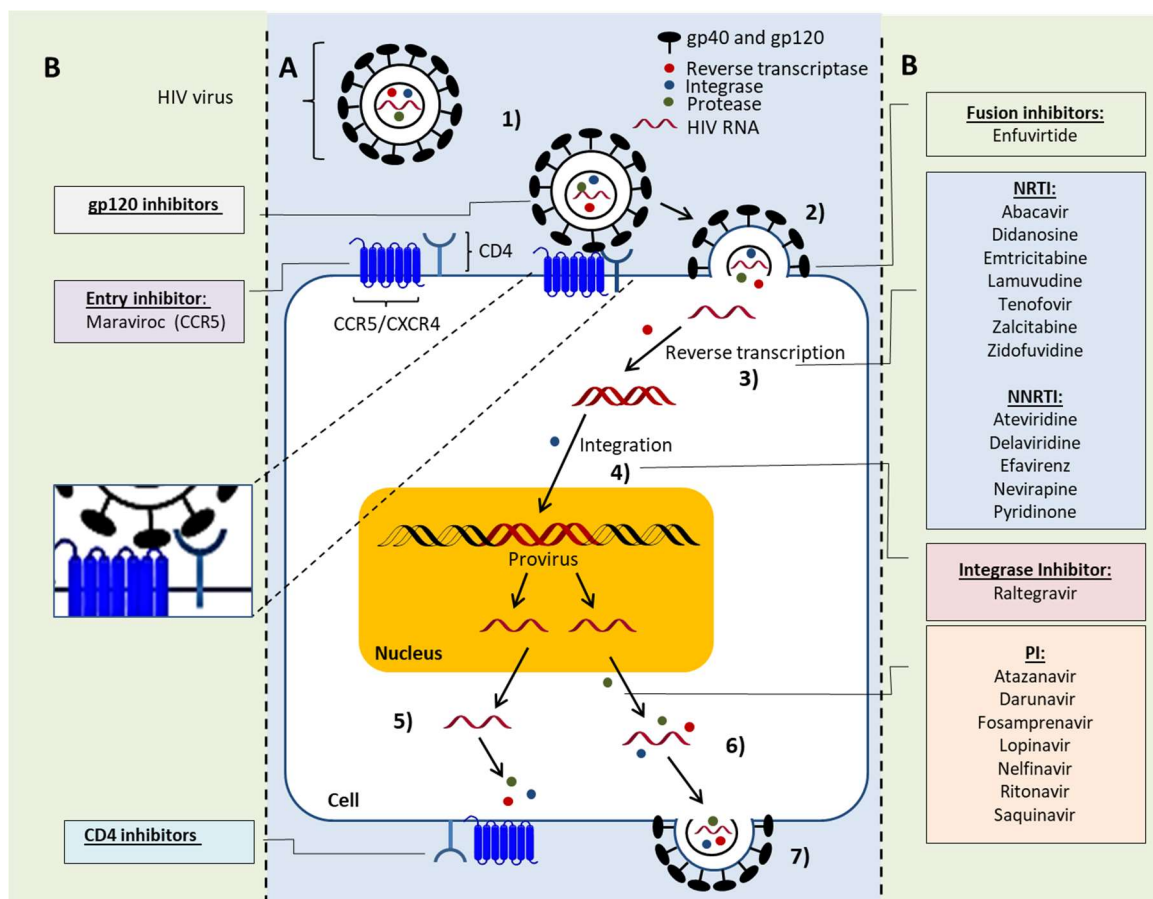 B
HIV virus
gp120 inhibitors
Entry inhibitor:
Maraviroc (CCR5)
CD4 inhibitors
A
gp40 and gp120
Reverse transcriptase
Integrase
Protease
HIV RNA
1)
2)
CD4
CCR5/CXCR4
Reverse transcription
3)
Integration
4)
Provirus
Nucleus
5)
6)
Cell
7)
B
Fusion inhibitors:
Enfuvirtide
NRTI:
Abacavir
Didanosine
Emtricitabine
Lamuvudine
Tenofovir
Zalcitabine
Zidofuvidine
NNRTI:
Ateviridine
Delaviridine
Efavirenz
Nevirapine
Pyridinone
Integrase Inhibitor:
Raltegravir
PI:
Atazanavir
Darunavir
Fosamprenavir
Lopinavir
Nelfinavir
Ritonavir
Saquinavir